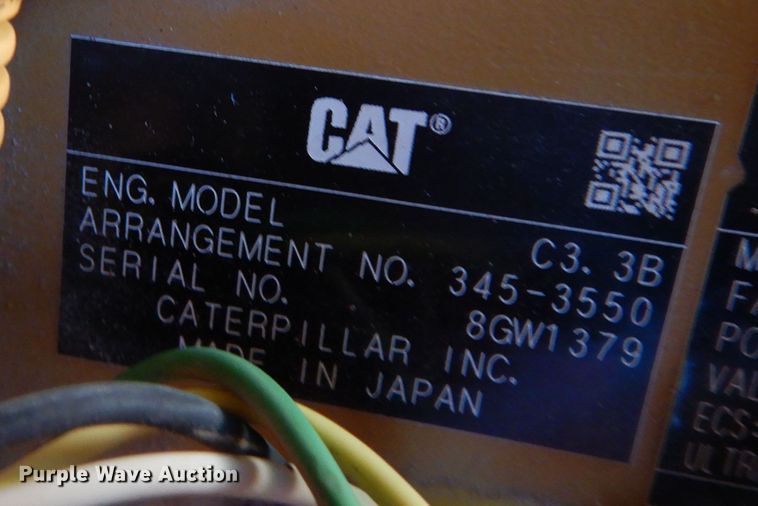 CAT®
ENG. MODEL C3.3B
ARRANGEMENT NO. 345-3550
SERIAL NO. 8GW1379
CATERPILLAR INC.
MADE IN JAPAN
Purple Wave Auction